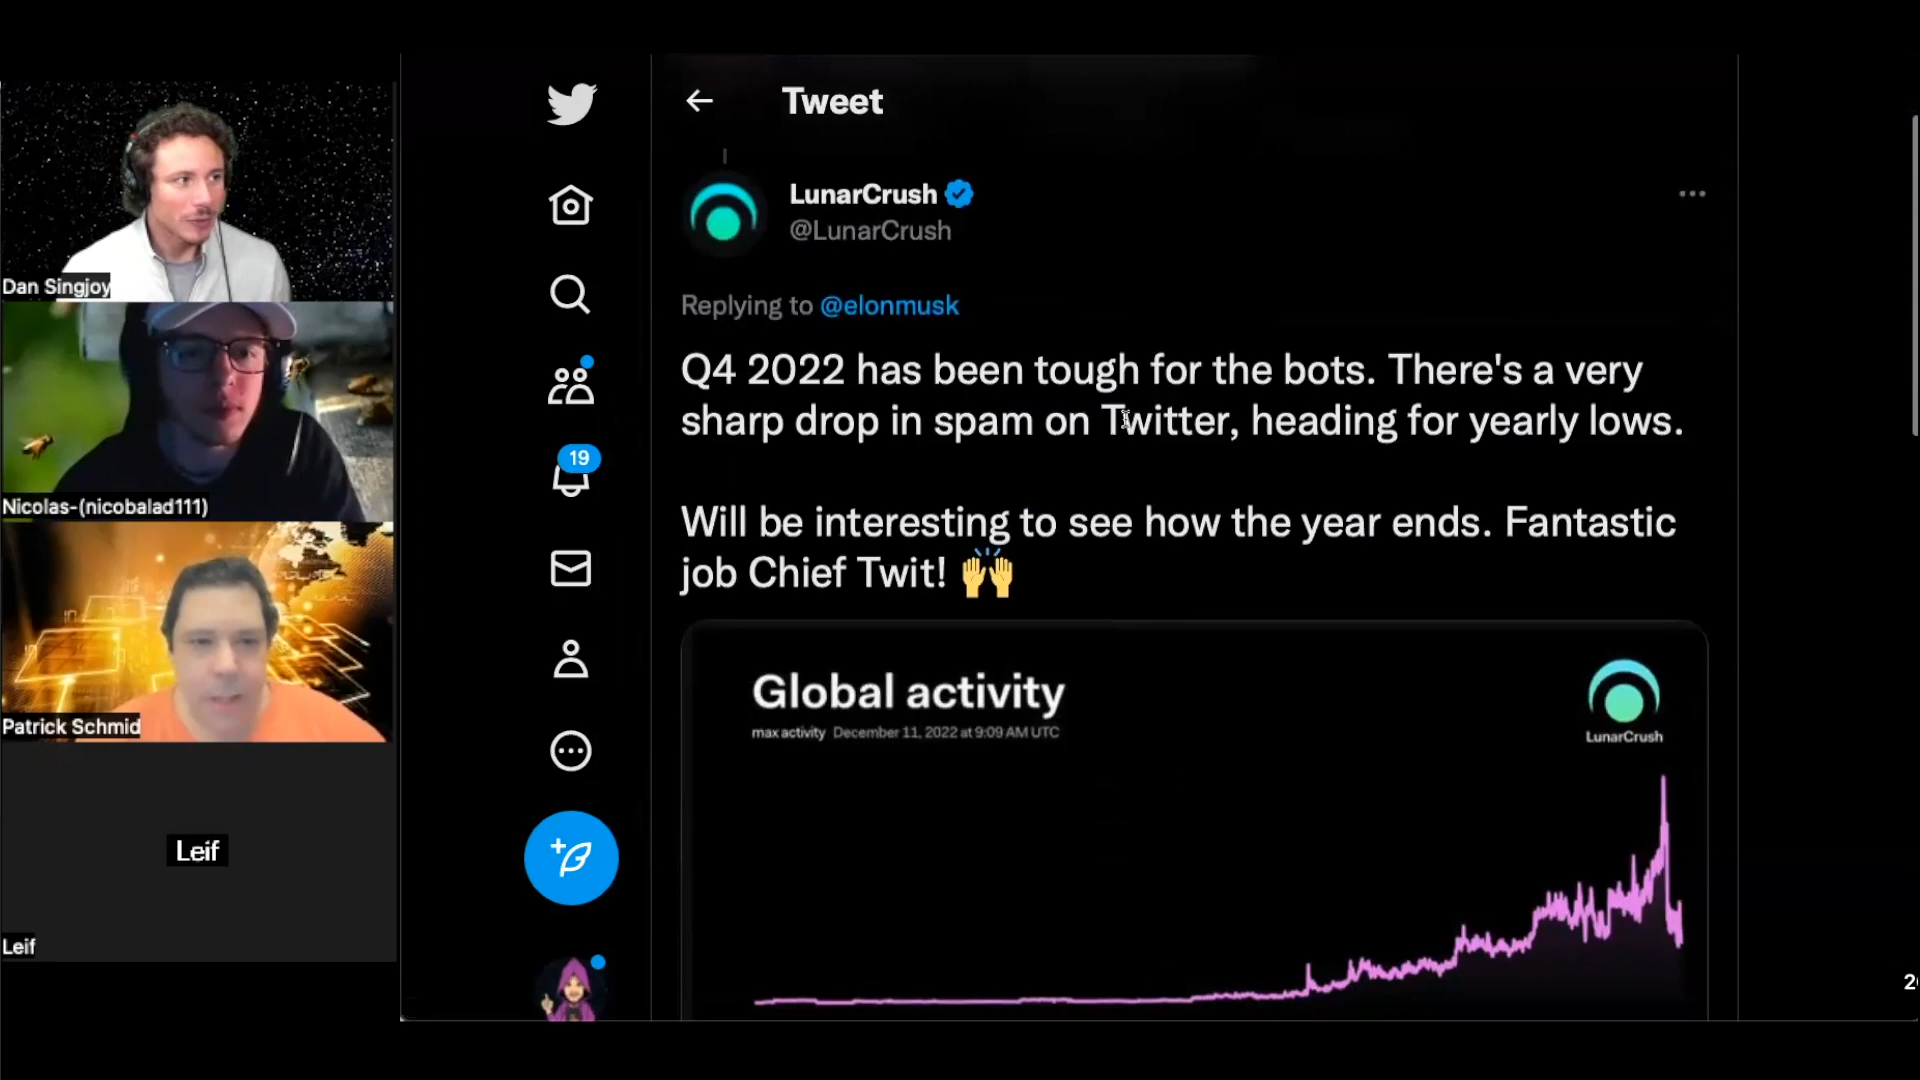 Tweet
LunarCrush
@LunarCrush
Replying to @elonmusk
Q4 2022 has been tough for the bots. There's a very
sharp drop in spam on Twitter, heading for yearly lows.
Will be interesting to see how the year ends. Fantastic
job Chief Twit! 🙌
Global activity
max activity December 11, 2022 at 9:09 AM UTC
LunarCrush
19
Dan Singjoy
Nicolas-(nicobalad111)
Patrick Schmid
Leif
Leif